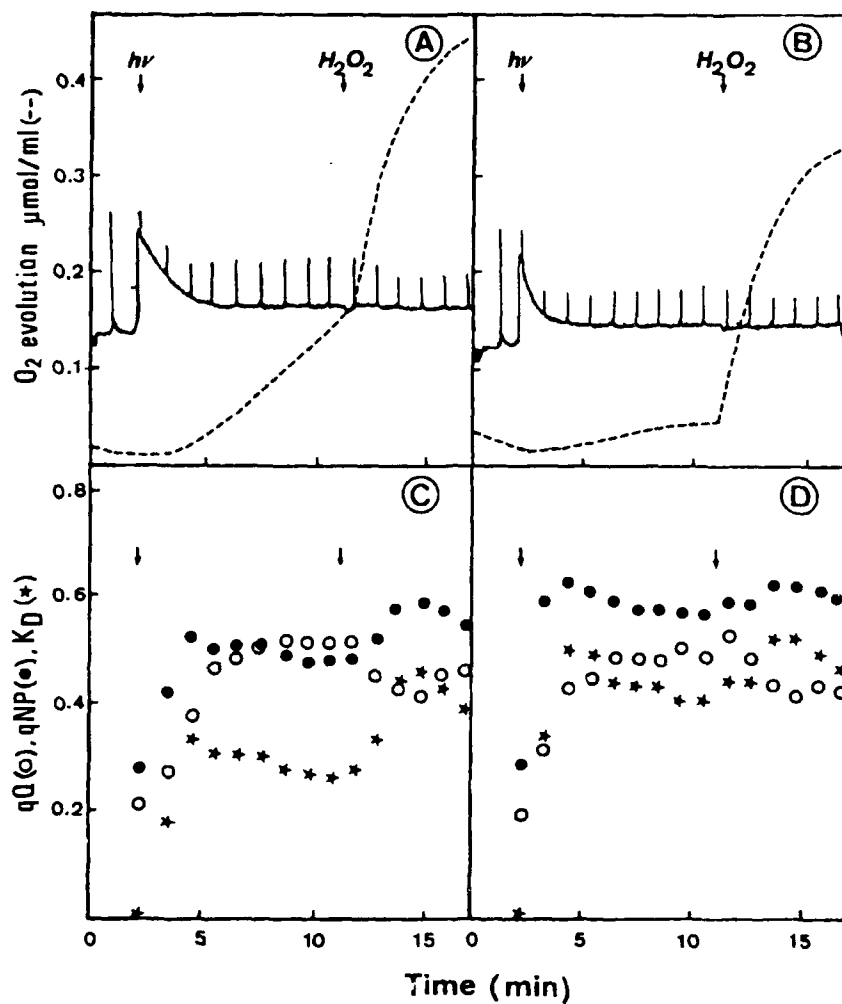 A
B
hν
H₂O₂
hν
H₂O₂
O₂ evolution μmol/ml(--)
0.4
0.3
0.2
0.1
C
D
qQ(o), qNP(●), K_D(★)
0.8
0.6
0.4
0.2
0
5
10
15
0
5
10
15
Time (min)